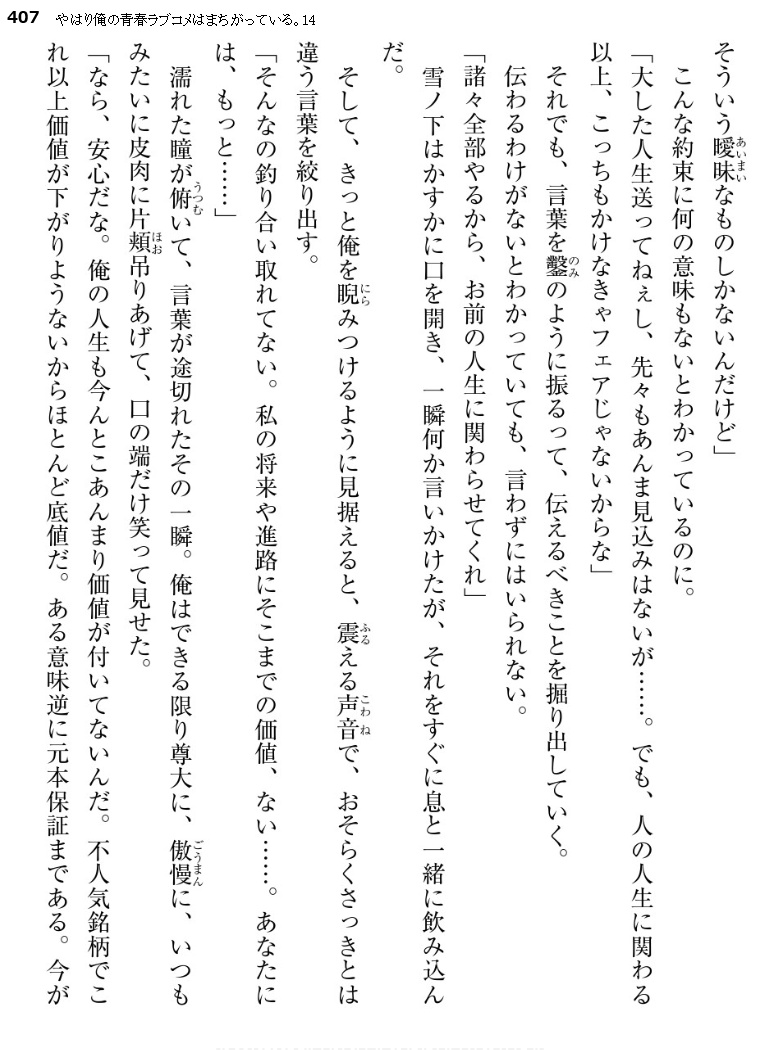 407 やはり俺の青春ラブコメはまちがっている。14
そういう曖昧なものしかないんだけど」
こんな約束に何の意味もないとわかっているのに。
「大した人生送ってねぇし、先々もあんま見込みはないが……。でも、人の人生に関わる
以上、こっちもかけなきゃフェアじゃないからな」
それでも、言葉を鑿のように振るって、伝えるべきことを掘り出していく。
伝わるわけがないとわかっていても、言わずにはいられない。
「諸々全部やるから、お前の人生に関わらせてくれ」
雪ノ下はかすかに口を開き、一瞬何か言いかけたが、それをすぐに息と一緒に飲み込ん
だ。
そして、きっと俺を睨みつけるように見据えると、震える声音で、おそらくさっきとは
違う言葉を絞り出す。
「そんなの釣り合い取れてない。私の将来や進路にそこまでの価値、ない……。あなたに
は、もっと……」
濡れた瞳が俯いて、言葉が途切れたその一瞬。俺はできる限り尊大に、傲慢に、いつも
みたいに皮肉に片頬吊りあげて、口の端だけ笑って見せた。
「なら、安心だな。俺の人生も今んとこあんまり価値が付いてないんだ。不人気銘柄でこ
れ以上価値が下がりようないからほとんど底値だ。ある意味逆に元本保証まである。今が